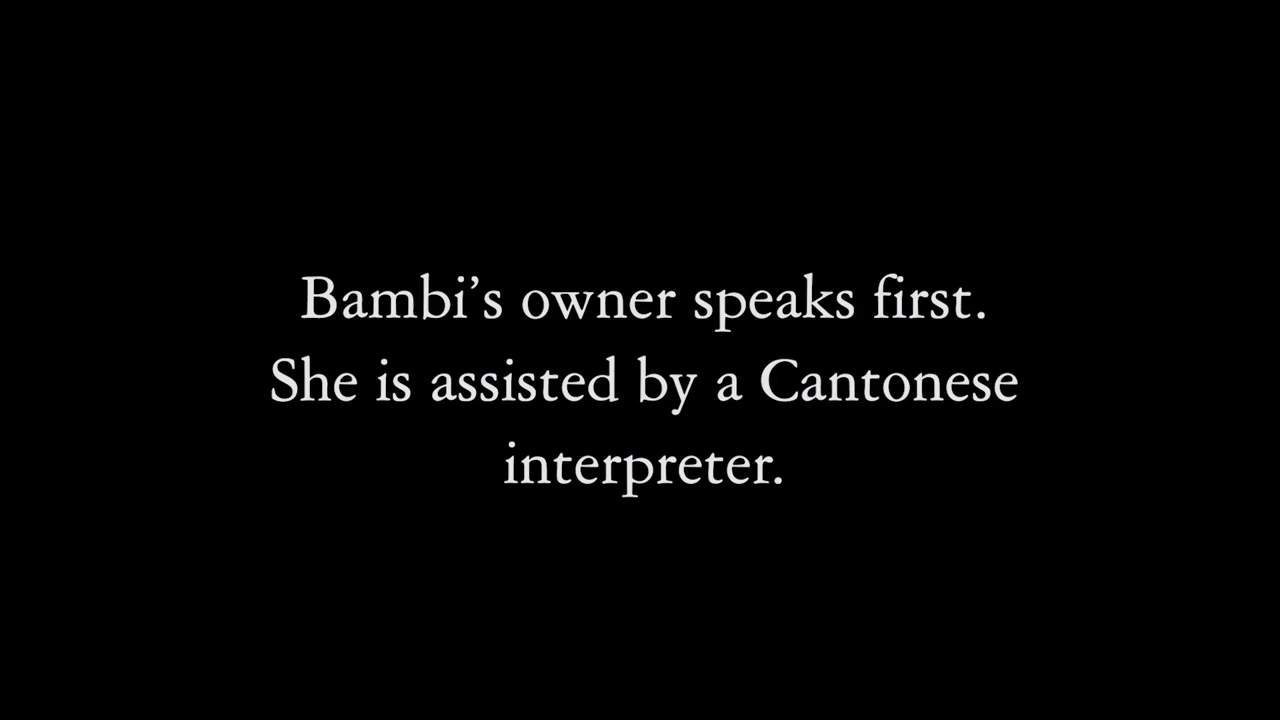 Bambi’s owner speaks first.
She is assisted by a Cantonese
interpreter.